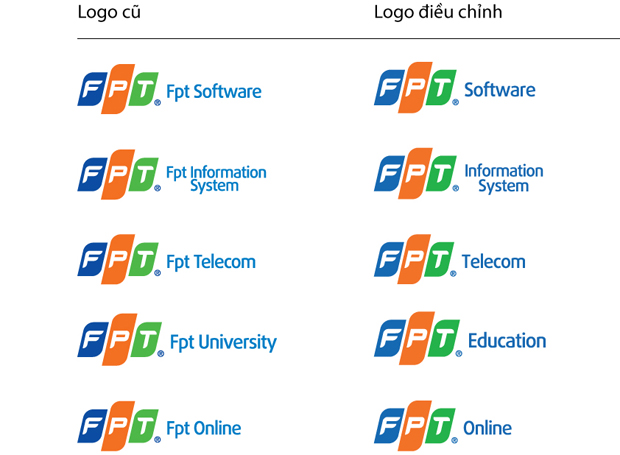 Logo cũ Logo điều chỉnh
FPT® Fpt Software FPT® Software
FPT® Fpt Information System FPT® Information System
FPT® Fpt Telecom FPT® Telecom
FPT® Fpt University FPT® Education
FPT® Fpt Online FPT® Online